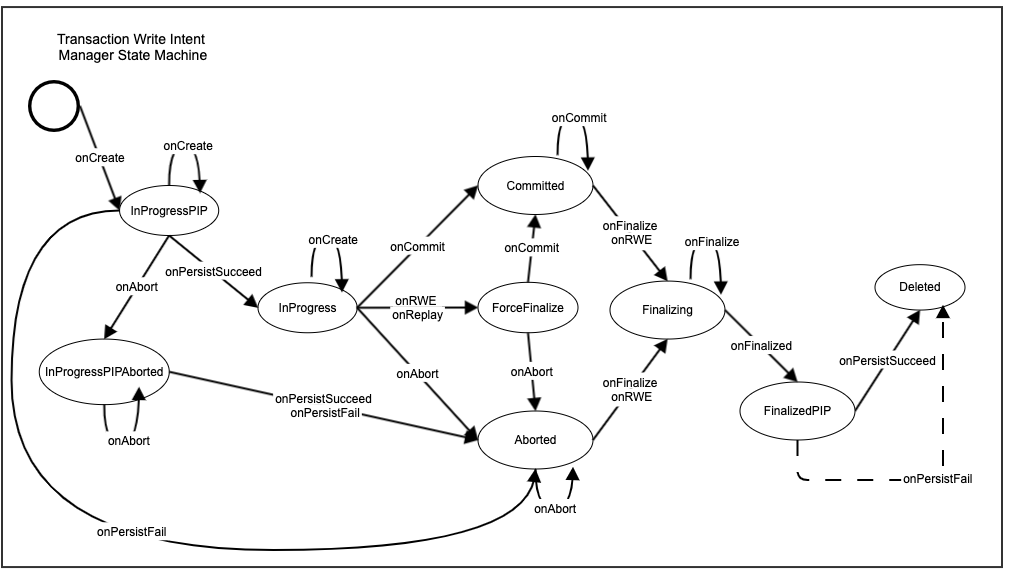 Transaction Write Intent
Manager State Machine
onCreate
onCreate
InProgressPIP
onAbort
onPersistSucceed
onCreate
InProgress
InProgressPIPAborted
onAbort
onPersistSucceed
onPersistFail
onPersistFail
onCommit
onRWE
onReplay
onAbort
onCommit
Committed
onCommit
ForceFinalize
onAbort
Aborted
onAbort
onFinalize
onRWE
onFinalize
onRWE
onFinalize
Finalizing
onFinalized
FinalizedPIP
onPersistSucceed
Deleted
onPersistFail